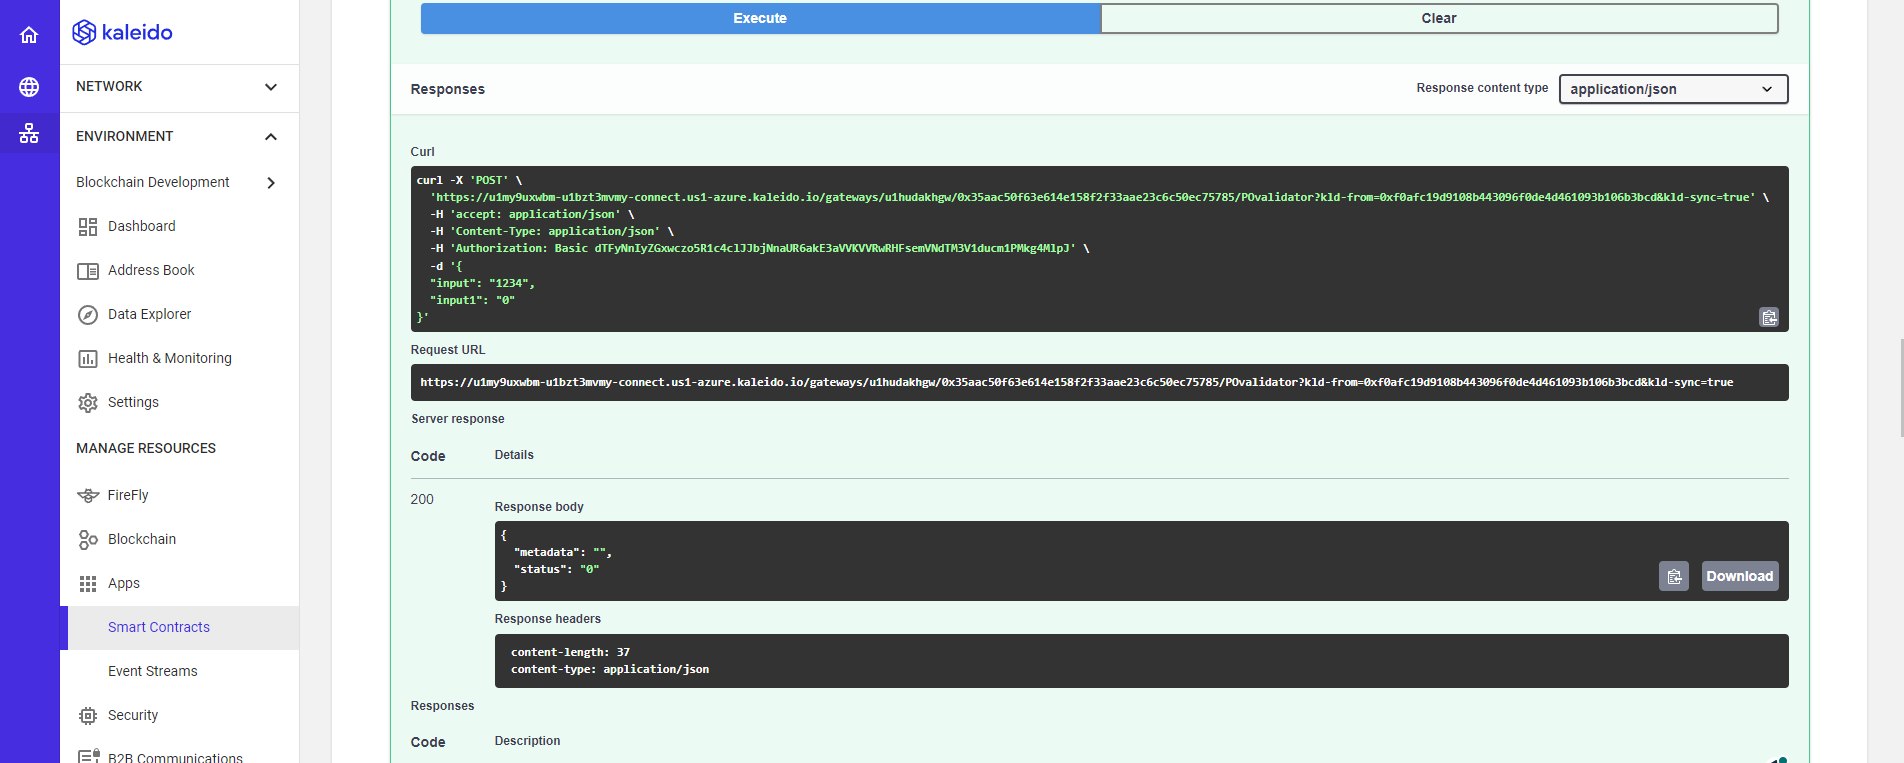 kaleido
NETWORK
ENVIRONMENT
Blockchain Development
Dashboard
Address Book
Data Explorer
Health & Monitoring
Settings
MANAGE RESOURCES
FireFly
Blockchain
Apps
Smart Contracts
Event Streams
Security
B2B Communications
Execute
Clear
Responses
Response content type
application/json
Curl
curl -X 'POST' \
'https://u1my9uxwbm-u1bzt3mvmy-connect.us1-azure.kaleido.io/gateways/u1hudakhgw/0x35aac50f63e614e158f2f33aae23c6c50ec75785/POvalidator?kld-from=0xf0afc19d9108b443096f0de4d461093b106b3bcd&kld-sync=true' \
-H 'accept: application/json' \
-H 'Content-Type: application/json' \
-H 'Authorization: Basic dTFyNnIyZGxwczo5R1c4clJJbjNnaUR6akE3aVVKVVRwRHFsemVNdTM3V1ducm1PMkg4MlpJ' \
-d '{
"input": "1234",
"input1": "0"
}'
Request URL
https://u1my9uxwbm-u1bzt3mvmy-connect.us1-azure.kaleido.io/gateways/u1hudakhgw/0x35aac50f63e614e158f2f33aae23c6c50ec75785/POvalidator?kld-from=0xf0afc19d9108b443096f0de4d461093b106b3bcd&kld-sync=true
Server response
Code
Details
200
Response body
{
"metadata": "",
"status": "0"
}
Download
Response headers
content-length: 37
content-type: application/json
Responses
Code
Description